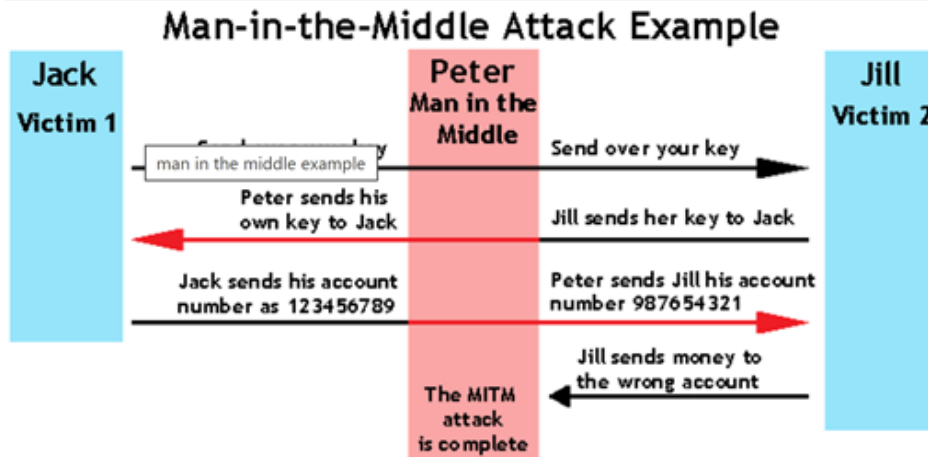 Man-in-the-Middle Attack Example
Jack
Victim 1
Peter
Man in the
Middle
Jill
Victim 2
man in the middle example
Send over your key
Peter sends his
own key to Jack
Jill sends her key to Jack
Jack sends his account
number as 123456789
Peter sends Jill his account
number 987654321
Jill sends money to
the wrong account
The MITM
attack
is complete